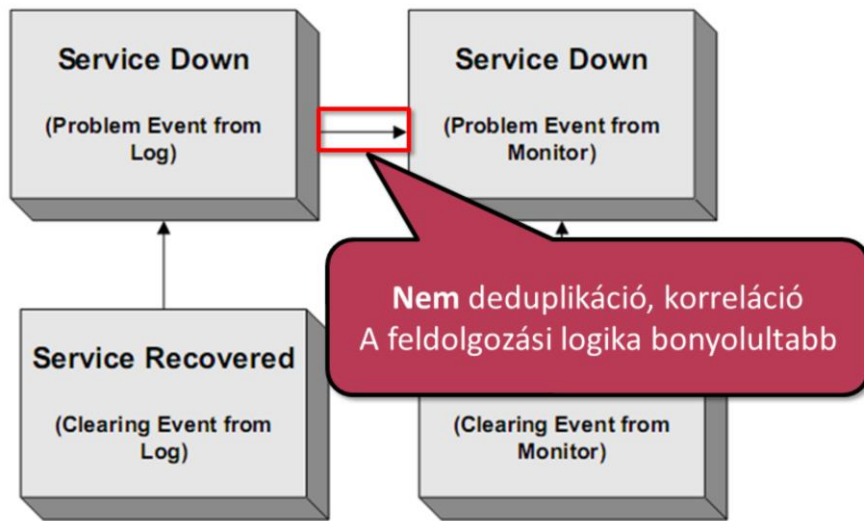 Service Down
(Problem Event from
Log)
Service Down
(Problem Event from
Monitor)
Nem deduplikáció, korreláció
A feldolgozási logika bonyolultabb
Service Recovered
(Clearing Event from
Log)
(Clearing Event from
Monitor)